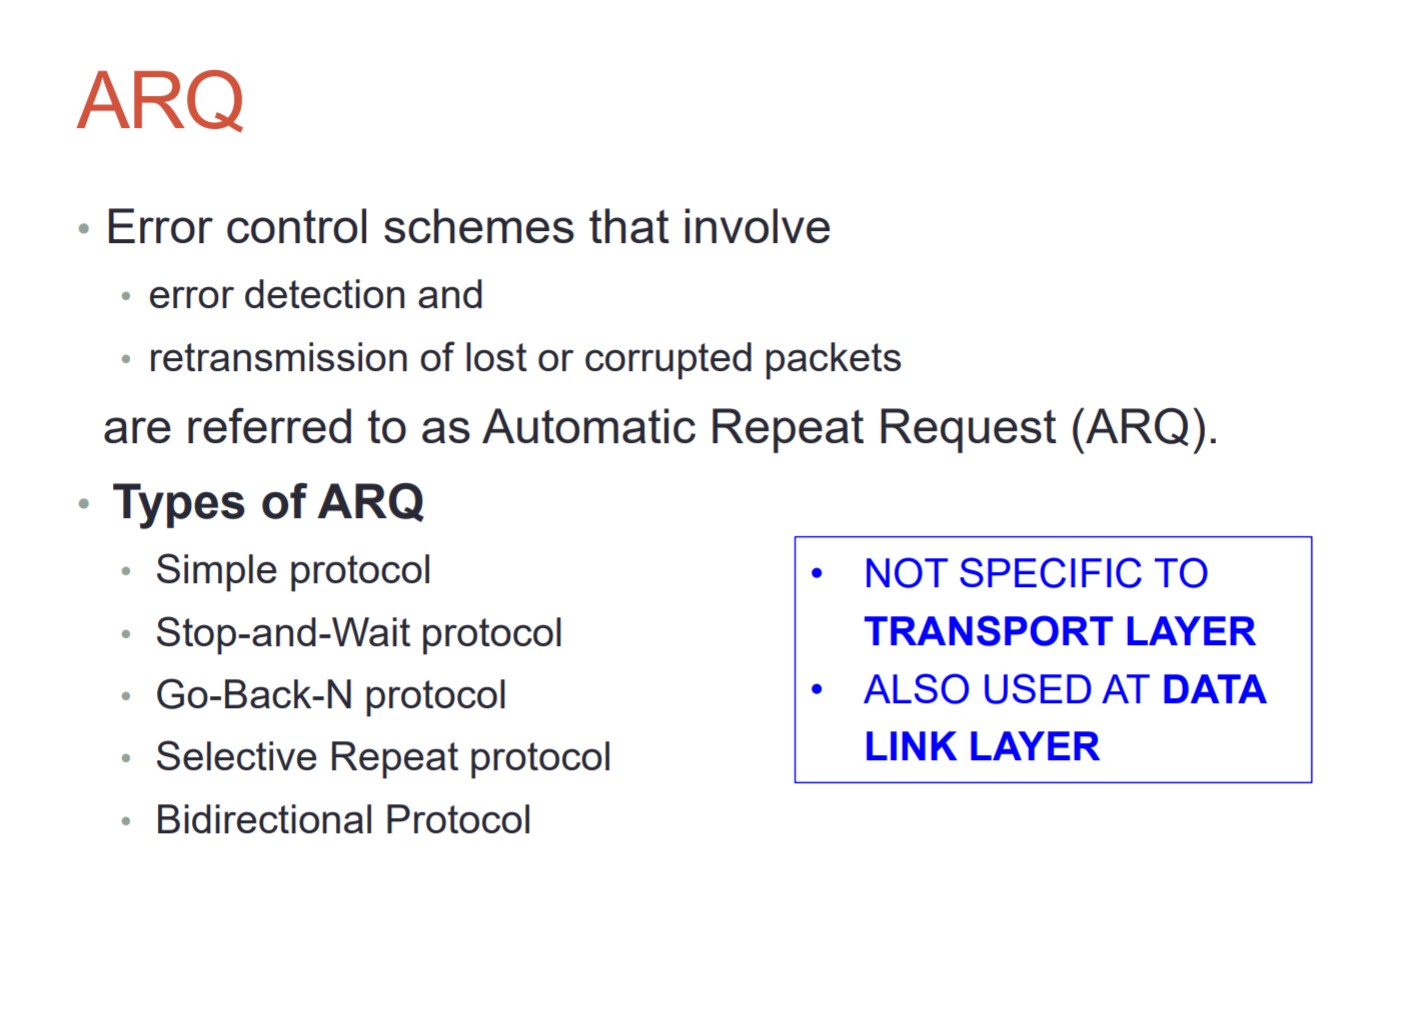 ARQ
• Error control schemes that involve
• error detection and
• retransmission of lost or corrupted packets
are referred to as Automatic Repeat Request (ARQ).
• Types of ARQ
• Simple protocol
• Stop-and-Wait protocol
• Go-Back-N protocol
• Selective Repeat protocol
• Bidirectional Protocol
• NOT SPECIFIC TO
TRANSPORT LAYER
• ALSO USED AT DATA
LINK LAYER